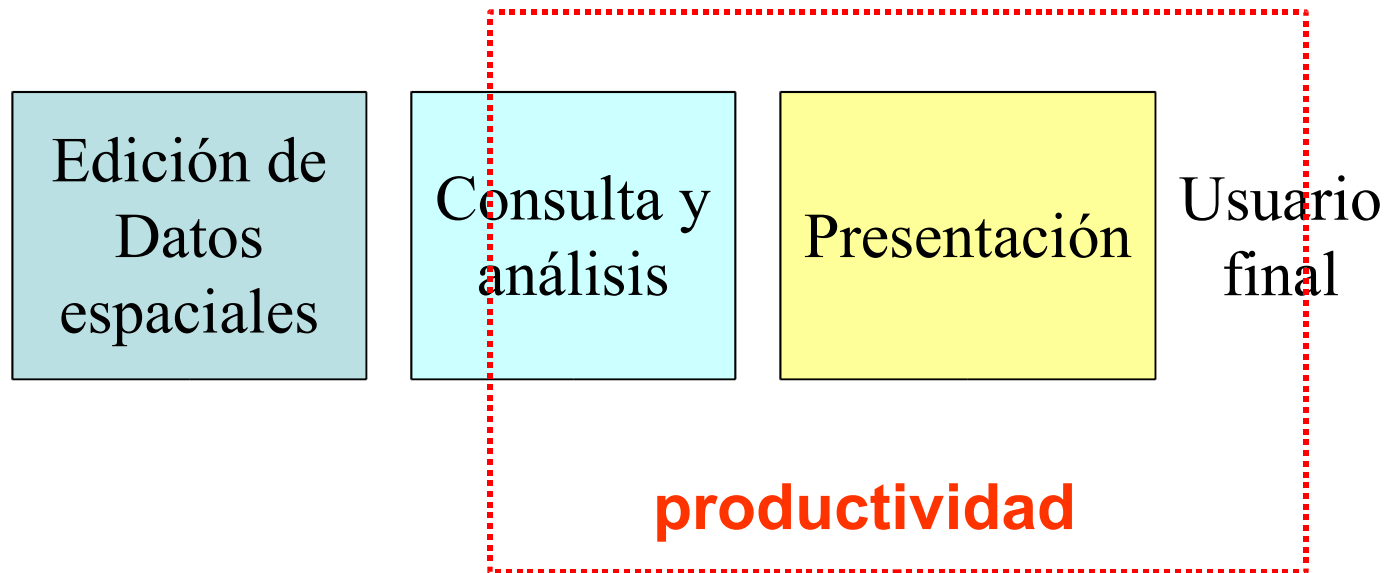 Edición de
Datos
espaciales
Consulta y
análisis
Presentación
Usuario
final
productividad